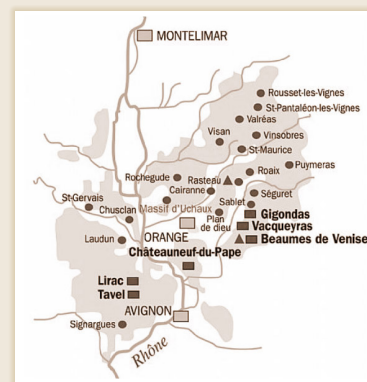 MONTELIMAR
Rousset-les-Vignes
St-Pantaléon-les-Vignes
Valréas
Visan
Vinsobres
St-Maurice
Puymeras
Rochegude
Rasteau
Roaix
Cairanne
Séguret
St-Gervais
Massif d'Uchaux
Sablet
Chusclan
Plan
de dieu
Gigondas
Vacqueyras
Laudun
ORANGE
Beaumes de Venise
Châteauneuf-du-Pape
Lirac
Tavel
AVIGNON
Signargues
Rhône